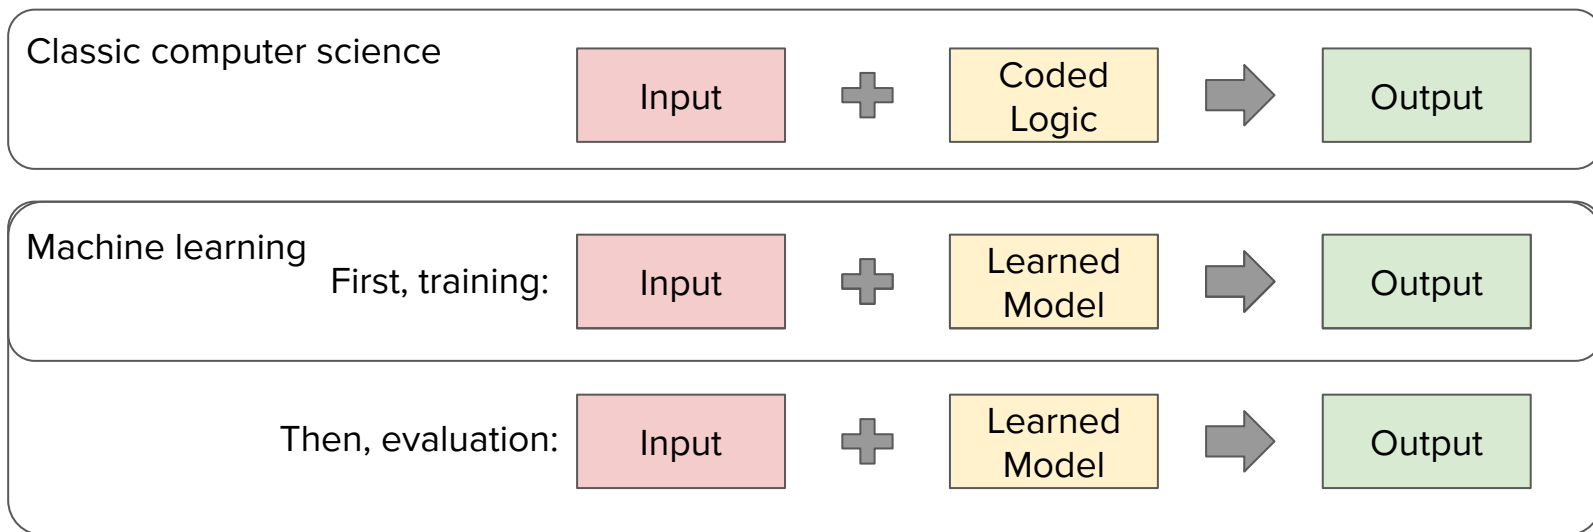 Classic computer science
Input
Coded
Logic
Output
Machine learning
First, training:
Input
Learned
Model
Output
Then, evaluation:
Input
Learned
Model
Output